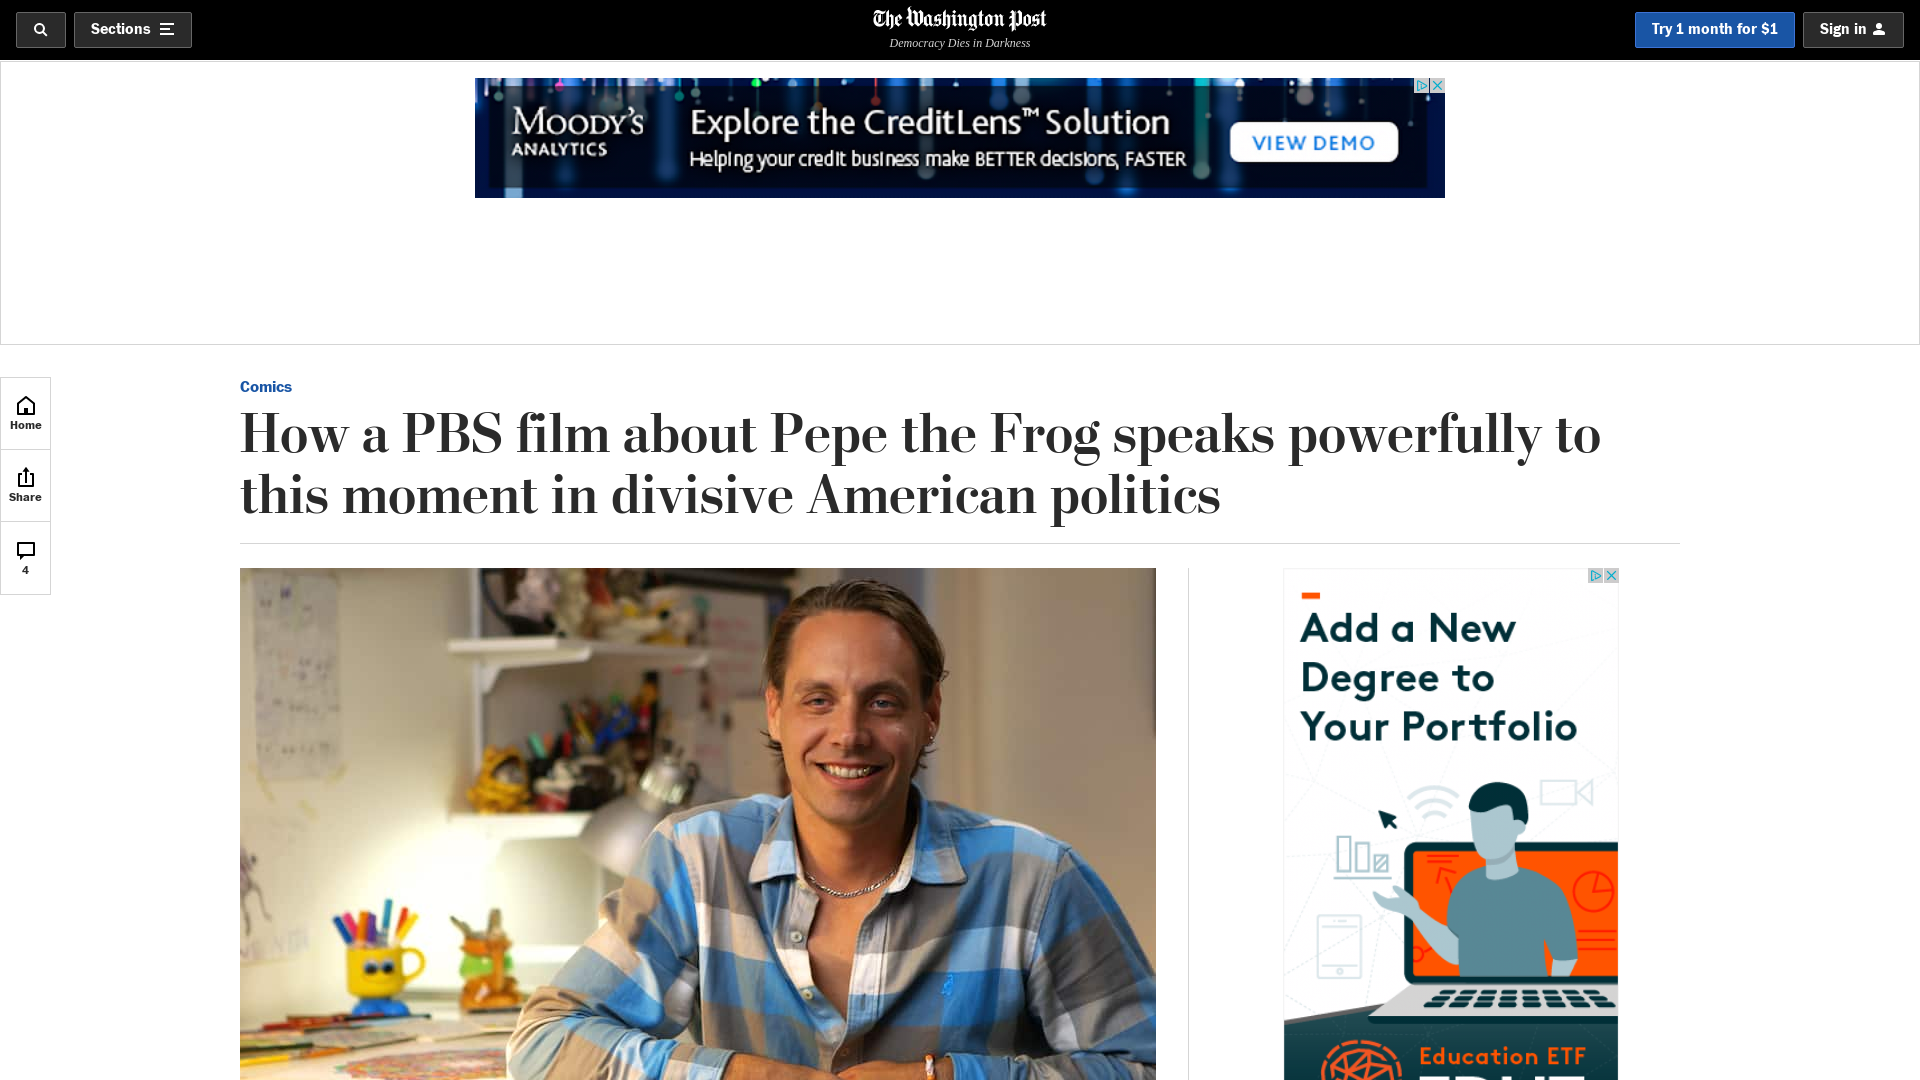 Sections
The Washington Post
Democracy Dies in Darkness
Try 1 month for $1
Sign in
MOODY'S
ANALYTICS
Explore the CreditLens™ Solution
Helping your credit business make BETTER decisions, FASTER
VIEW DEMO
Home
Share
4
Comics
How a PBS film about Pepe the Frog speaks powerfully to
this moment in divisive American politics
Add a New
Degree to
Your Portfolio
Education ETF